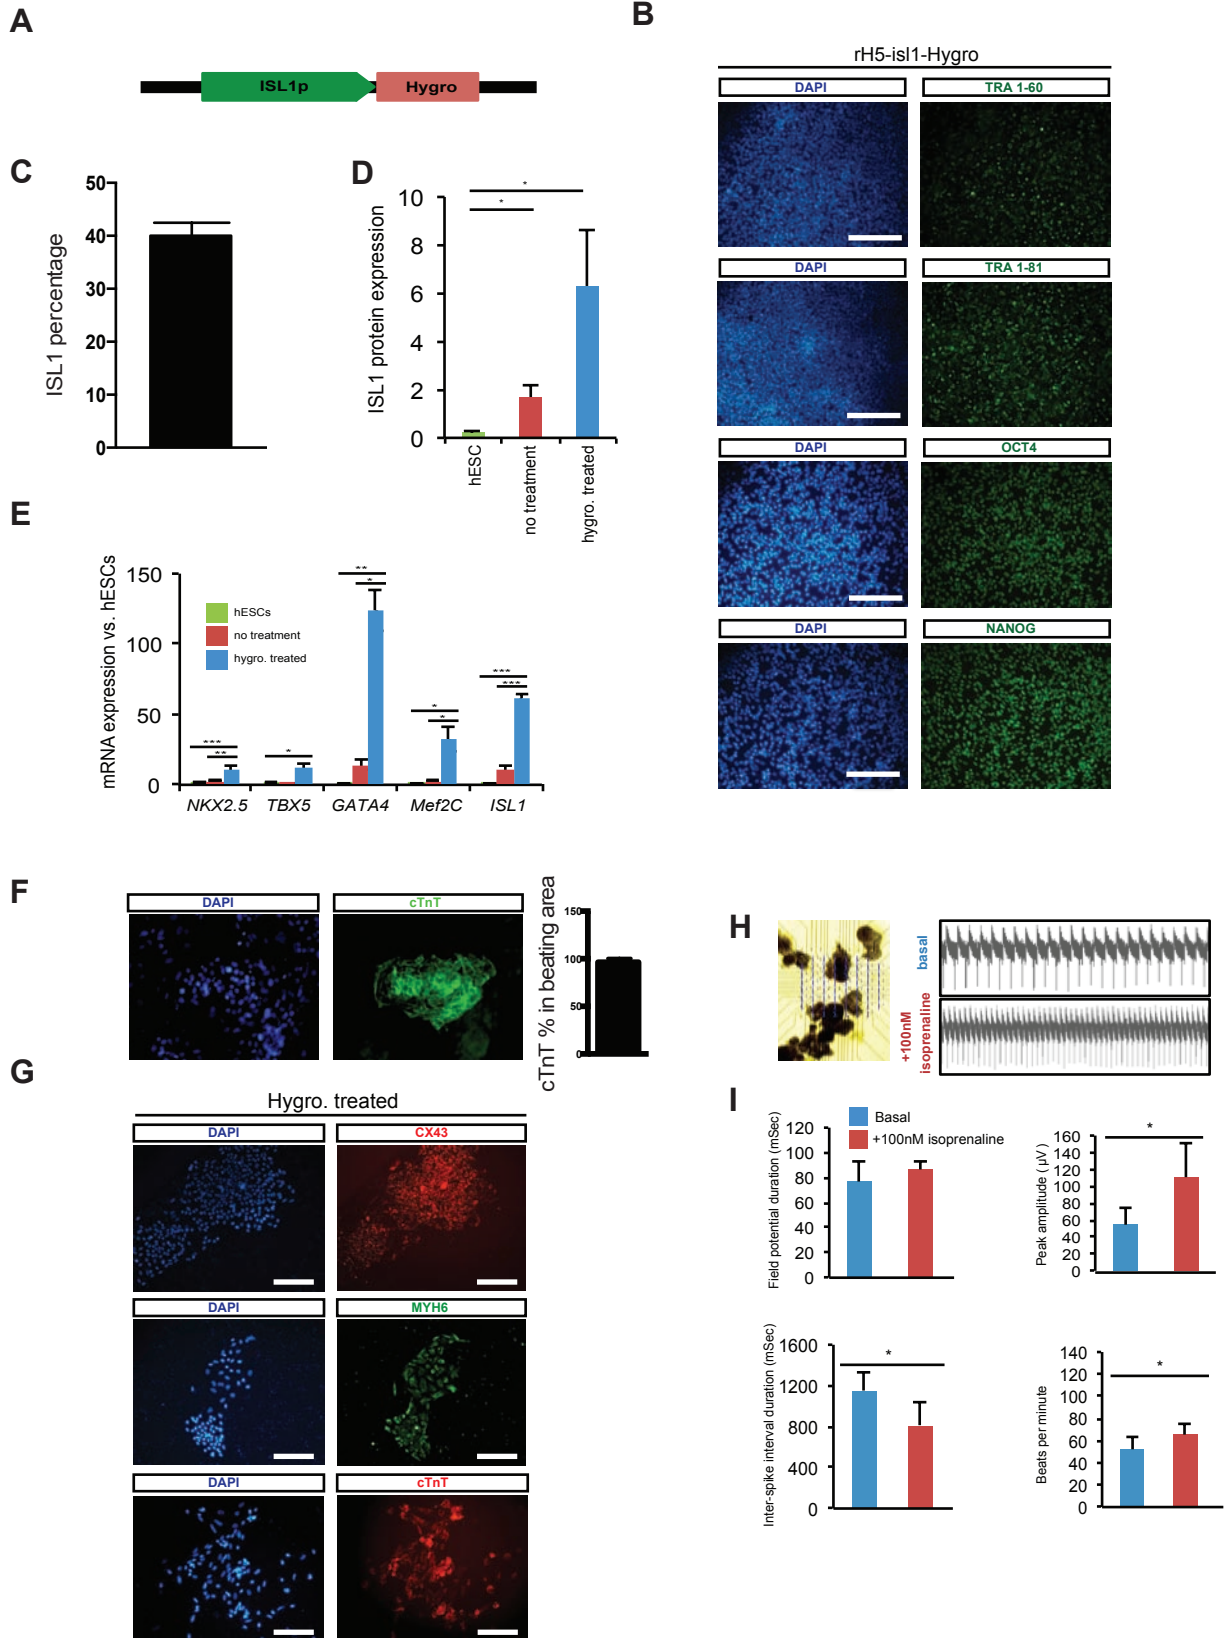 A
ISL1p
Hygro
B
rH5-isl1-Hygro
DAPI
TRA 1-60
DAPI
TRA 1-81
DAPI
OCT4
DAPI
NANOG
C
ISL1 percentage
50
40
30
20
10
0
D
ISL1 protein expression
10
8
6
4
2
0
*
*
hESC
no treatment
hygro. treated
E
mRNA expression vs. hESCs
150
100
50
0
hESCs
no treatment
hygro. treated
***
**
*
**
*
*
*
***
***
NKX2.5
TBX5
GATA4
Mef2C
ISL1
F
DAPI
cTnT
cTnT % in beating area
150
100
50
0
G
Hygro. treated
DAPI
CX43
DAPI
MYH6
DAPI
cTnT
H
basal
+100nM
isoprenaline
I
Basal
+100nM isoprenaline
Field potential duration (mSec)
120
100
80
60
40
20
0
Peak amplitude ( µV )
160
140
120
100
80
60
40
20
0
*
Inter-spike interval duration (mSec)
1600
1200
800
400
0
*
Beats per minute
140
120
100
80
60
40
20
0
*